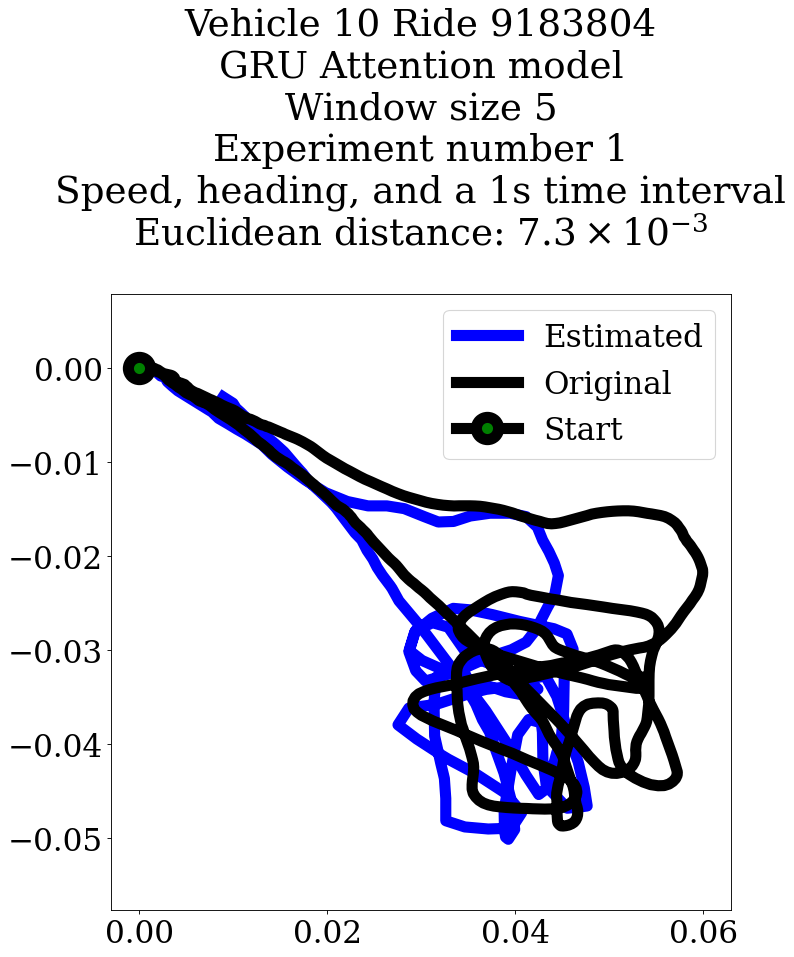 Vehicle 10 Ride 9183804
GRU Attention model
Window size 5
Experiment number 1
Speed, heading, and a 1s time interval
Euclidean distance: 7.3 × 10⁻³
Estimated
Original
Start
0.00
−0.01
−0.02
−0.03
−0.04
−0.05
0.00 0.02 0.04 0.06